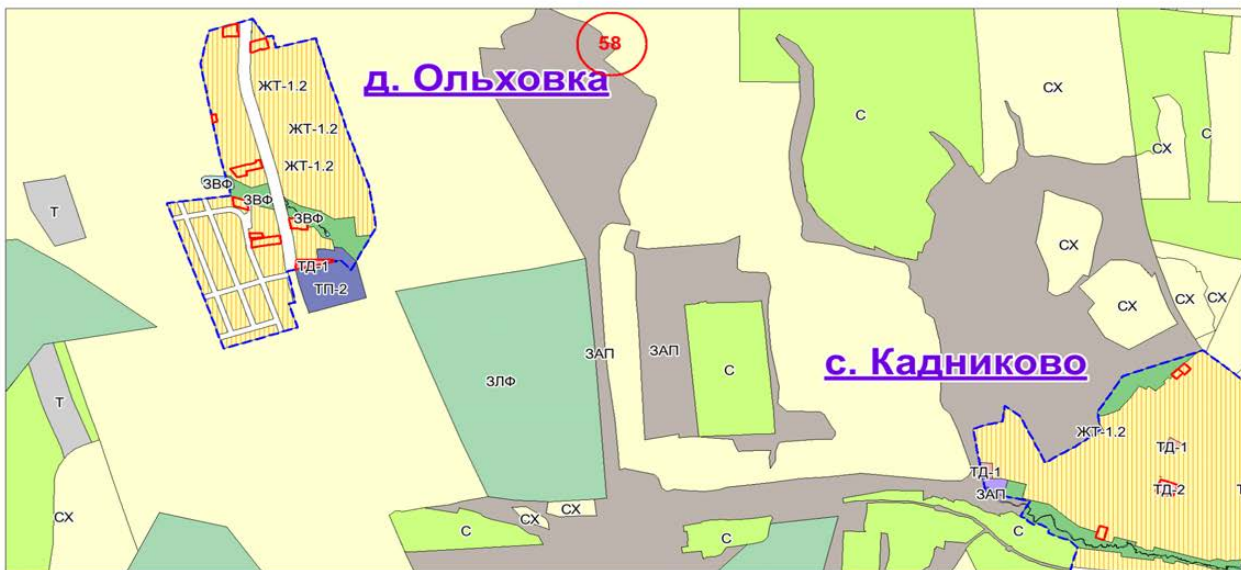 58
д. Ольховка
ЖТ-1.2
СХ
С
ЖТ-1.2
С
СХ
ЖТ-1.2
ЗВФ
ЗВФ
Т
ЗВФ
СХ
ТД-1
ТП-2
СХ
СХ
СХ
ЗАП
ЗАП
с. Кадниково
С
ЗЛФ
Т
ЖТ-1.2
ТД-1
ТД-1
ТД-2
ЗАП
СХ
СХ
СХ
С
С
С